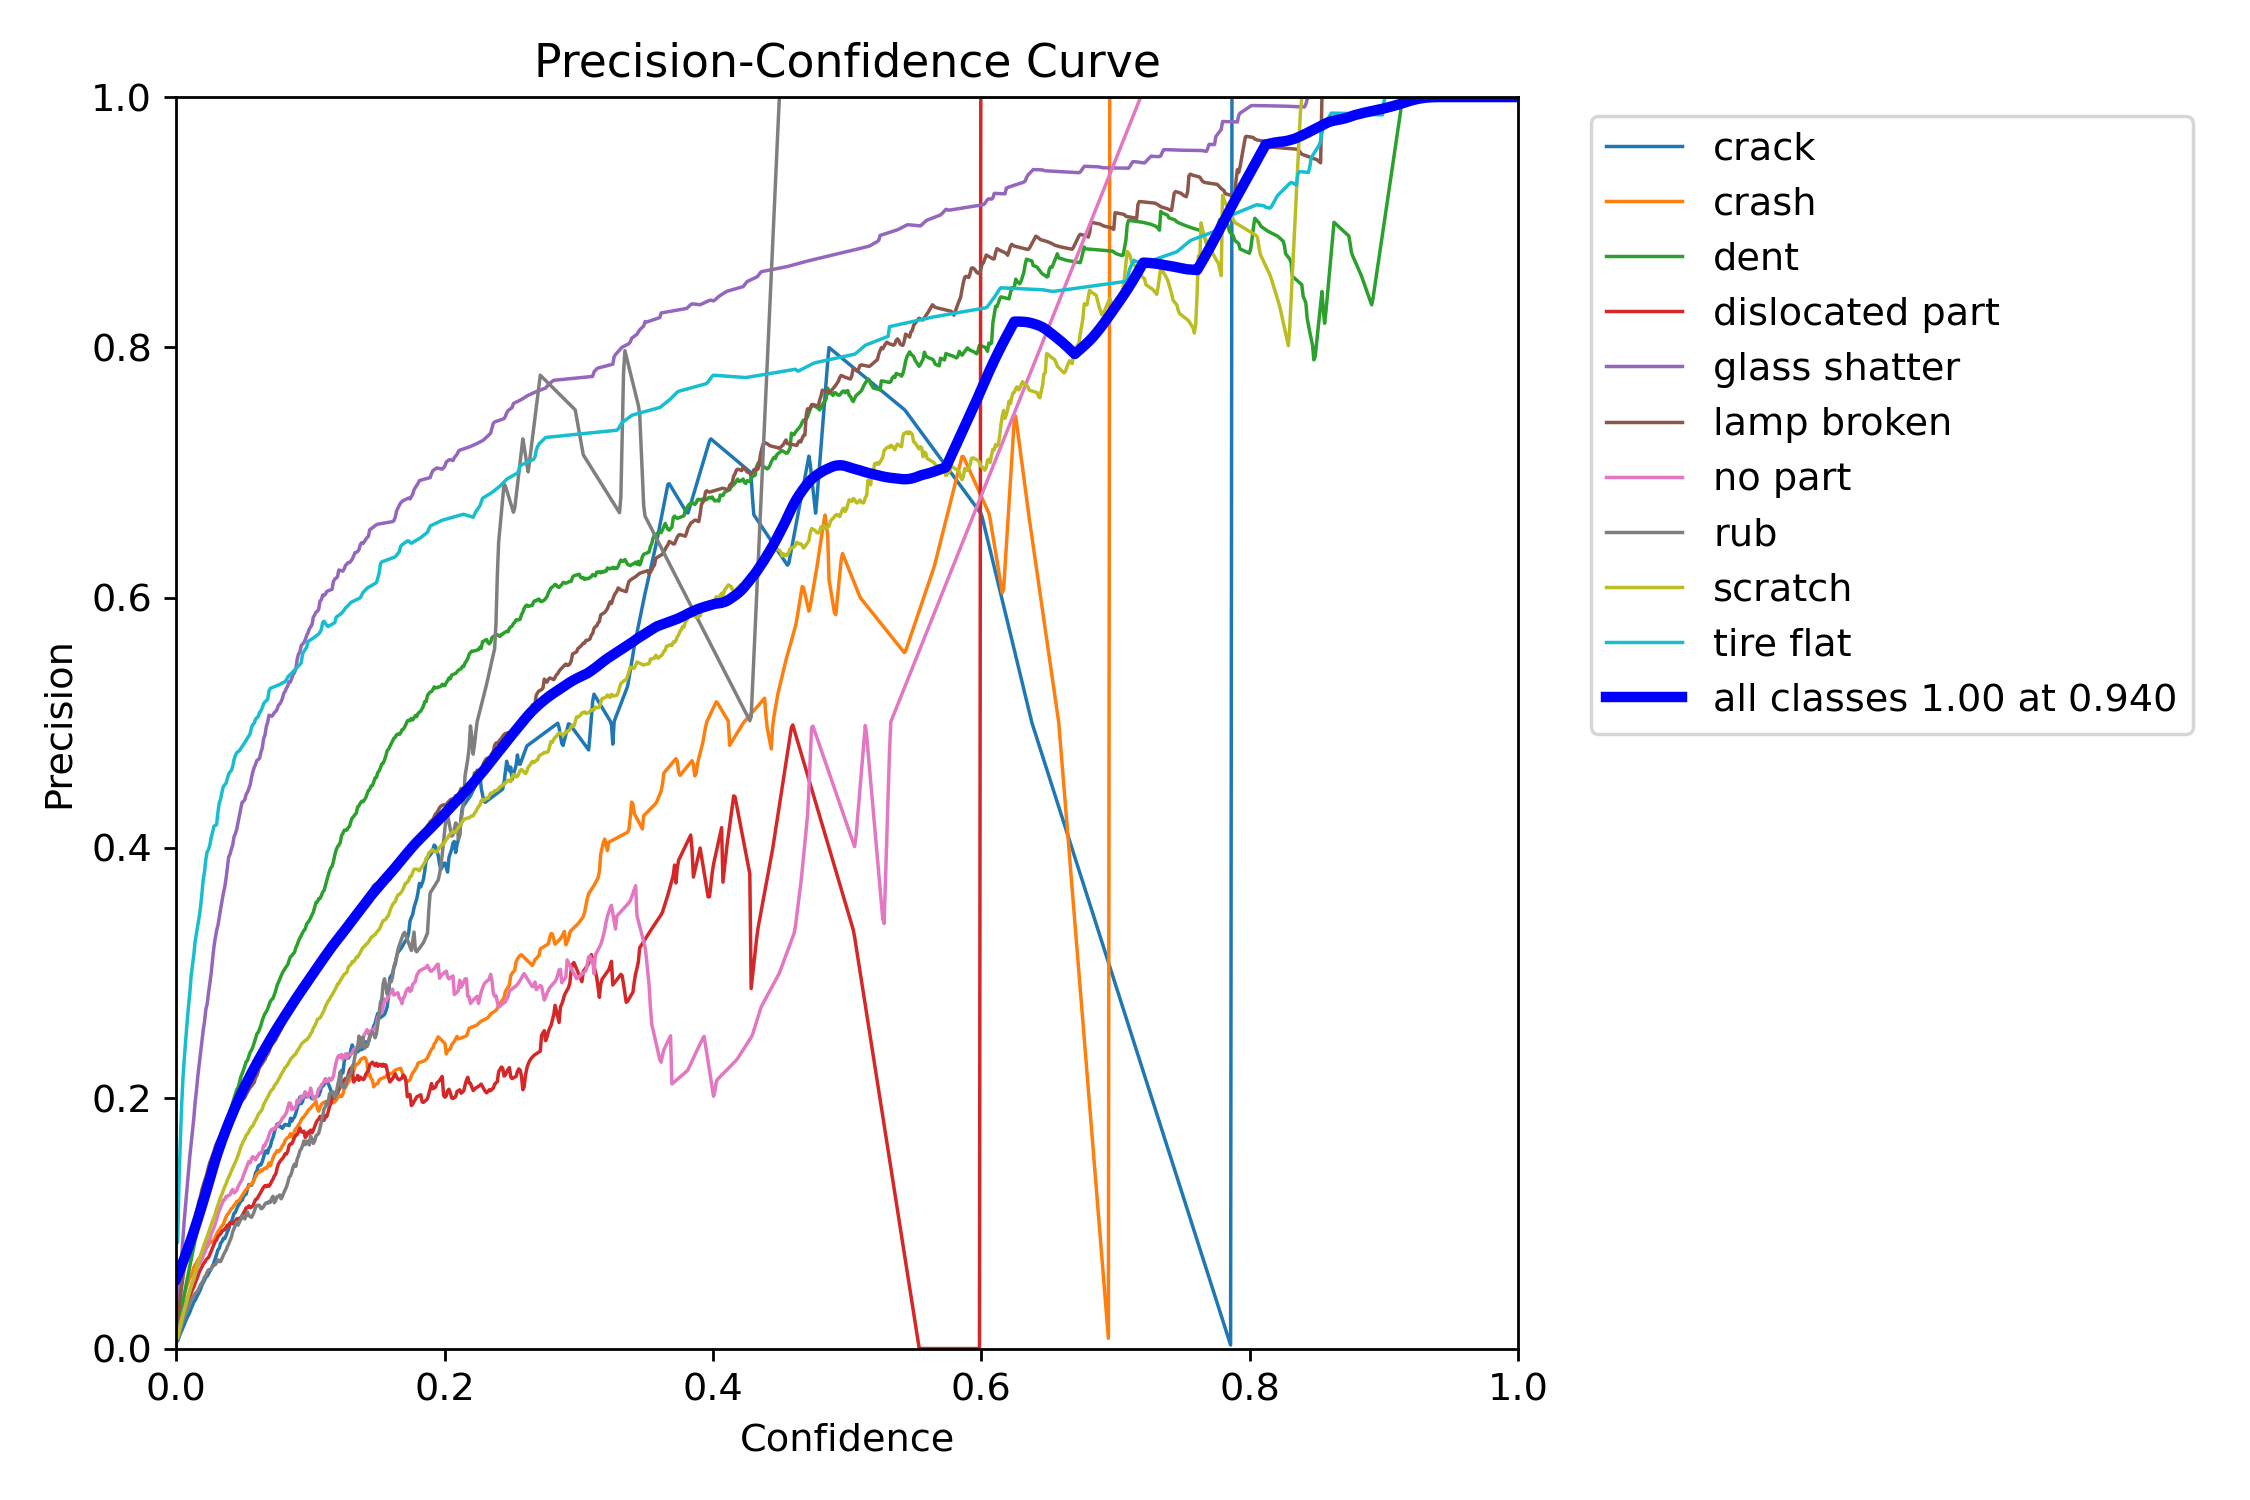 Precision-Confidence Curve
1.0
0.8
0.6
0.4
0.2
0.0
Precision
0.0 0.2 0.4 0.6 0.8 1.0
Confidence
crack
crash
dent
dislocated part
glass shatter
lamp broken
no part
rub
scratch
tire flat
all classes 1.00 at 0.940